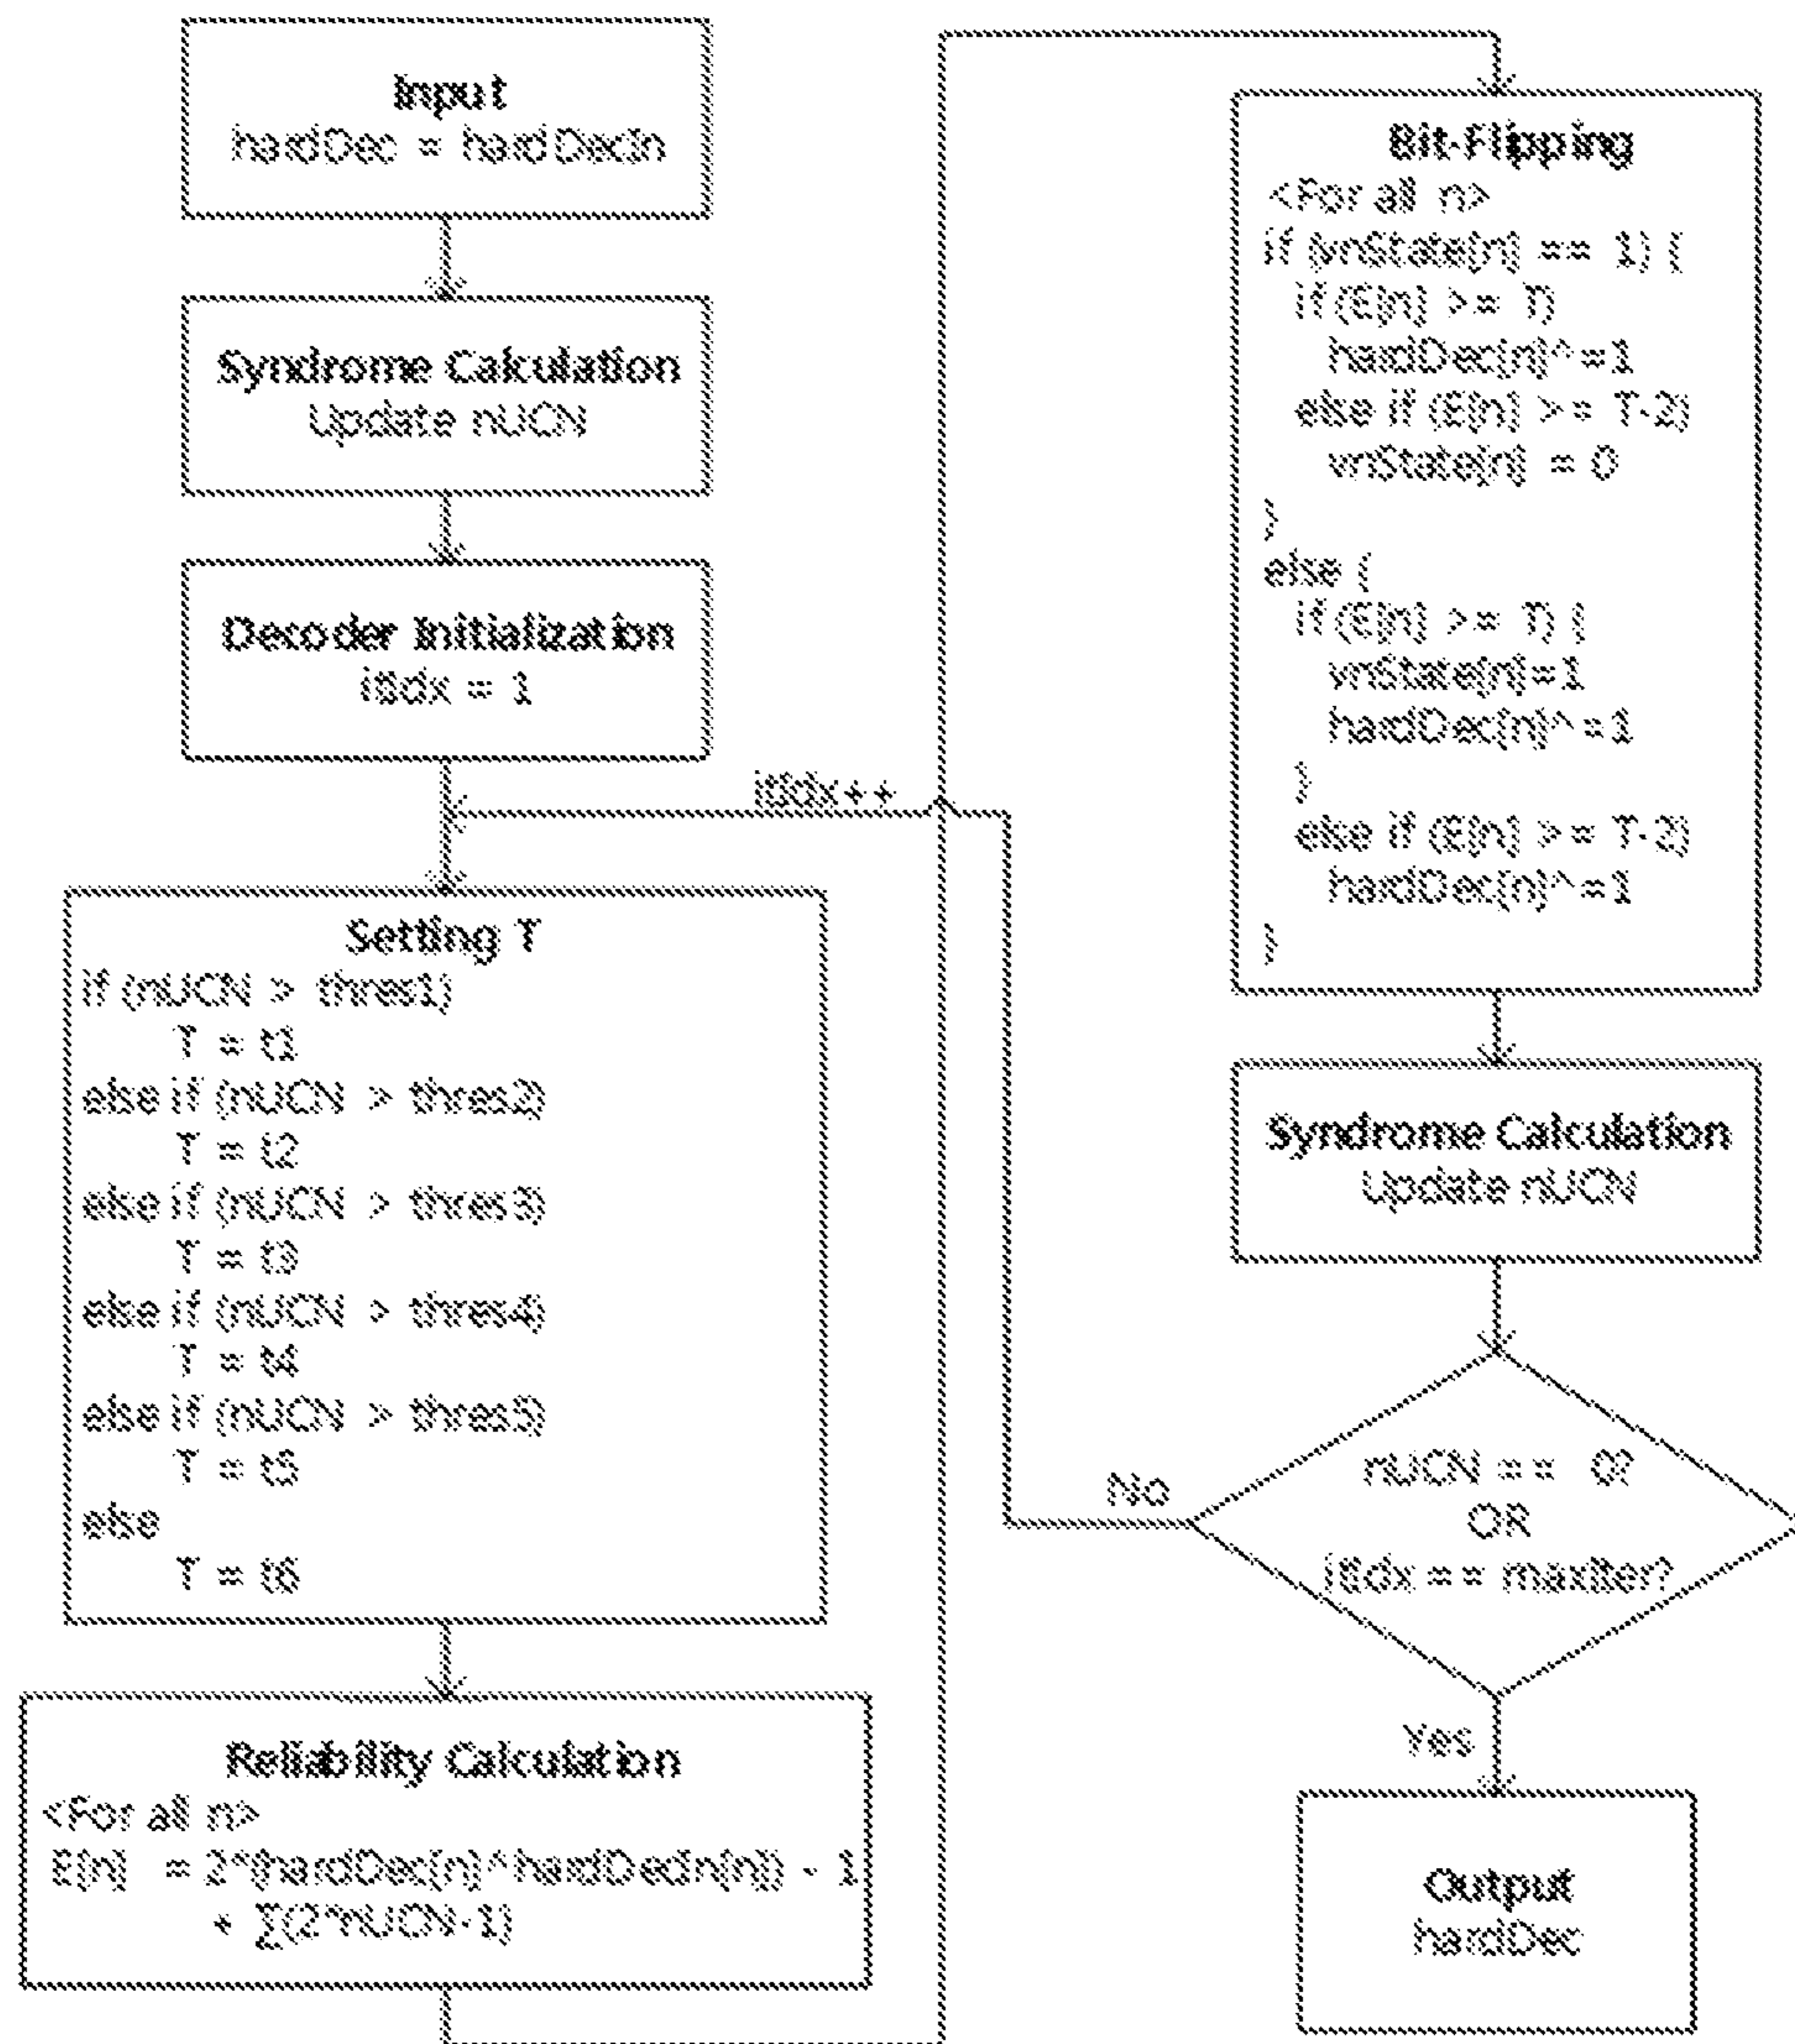 Input
hardDec = hardDecIn
Syndrome Calculation
Update nUCN
Decoder Initialization
itIdx = 1
itIdx++
Setting T
if (nUCN > thres1)
T = t1
else if (nUCN > thres2)
T = t2
else if (nUCN > thres3)
T = t3
else if (nUCN > thres4)
T = t4
else if (nUCN > thres5)
T = t5
else
T = t6
Reliability Calculation
<For all n>
E[n] = 2*(hardDec[n]^hardDecIn[n]) - 1
+ ∑(2*nUCN-1)
Bit-Flipping
<For all n>
if (vnState[n] == 1) {
if (E[n] >= T)
hardDec[n]^=1
else if (E[n] >= T-2)
vnState[n] = 0
}
else {
if (E[n] >= T) {
vnState[n]=1
hardDec[n]^=1
}
else if (E[n] >= T-2)
hardDec[n]^=1
}
Syndrome Calculation
Update nUCN
nUCN == 0?
OR
itIdx == maxIter?
No
Yes
Output
hardDec